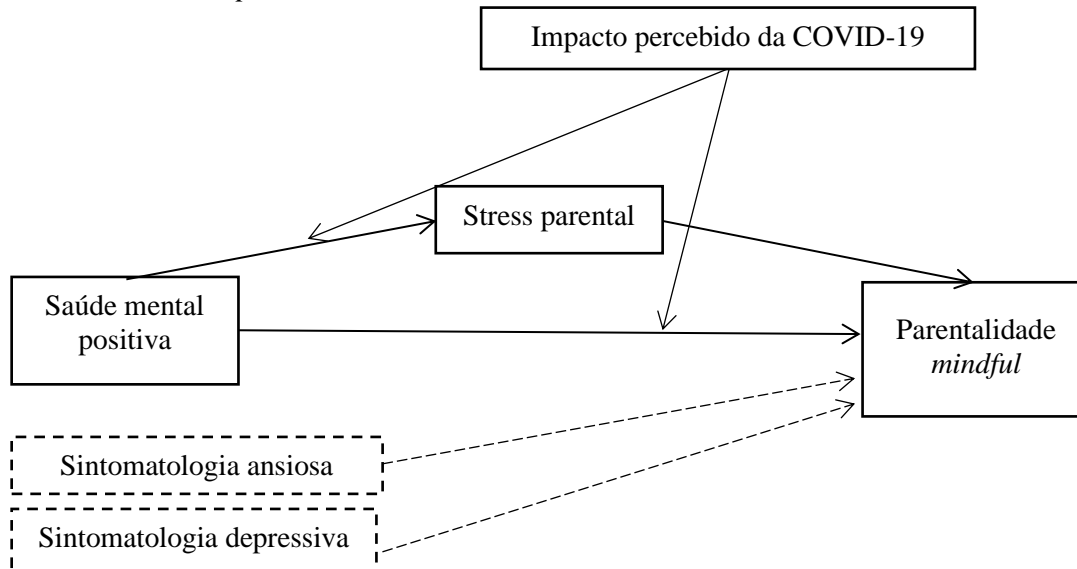 Impacto percebido da COVID-19
Stress parental
Saúde mental
positiva
Parentalidade
mindful
Sintomatologia ansiosa
Sintomatologia depressiva